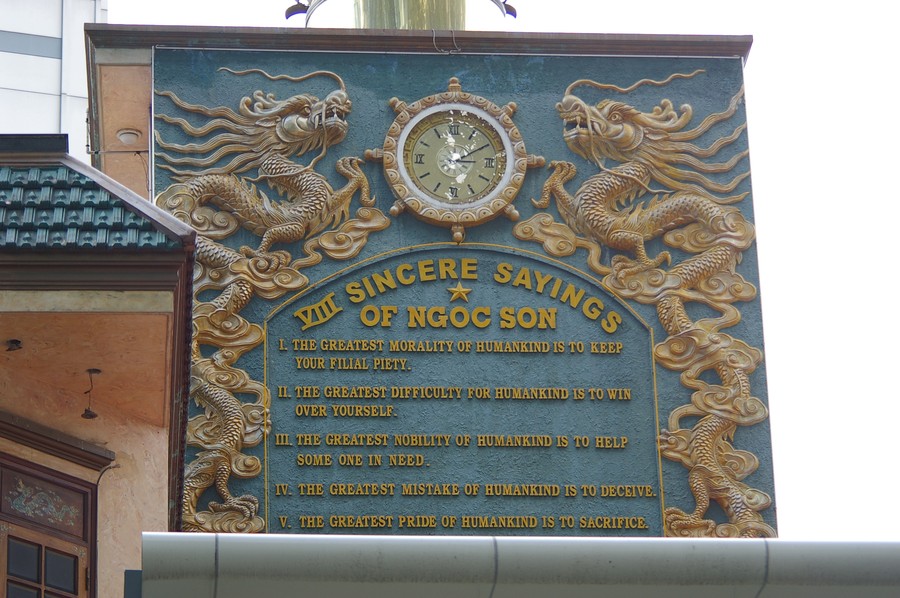 VIII SINCERE SAYINGS
OF NGỌC SƠN
I. THE GREATEST MORALITY OF HUMANKIND IS TO KEEP
YOUR FILIAL PIETY.
II. THE GREATEST DIFFICULTY FOR HUMANKIND IS TO WIN
OVER YOURSELF.
III. THE GREATEST NOBILITY OF HUMANKIND IS TO HELP
SOME ONE IN NEED.
IV. THE GREATEST MISTAKE OF HUMANKIND IS TO DECEIVE.
V. THE GREATEST PRIDE OF HUMANKIND IS TO SACRIFICE.